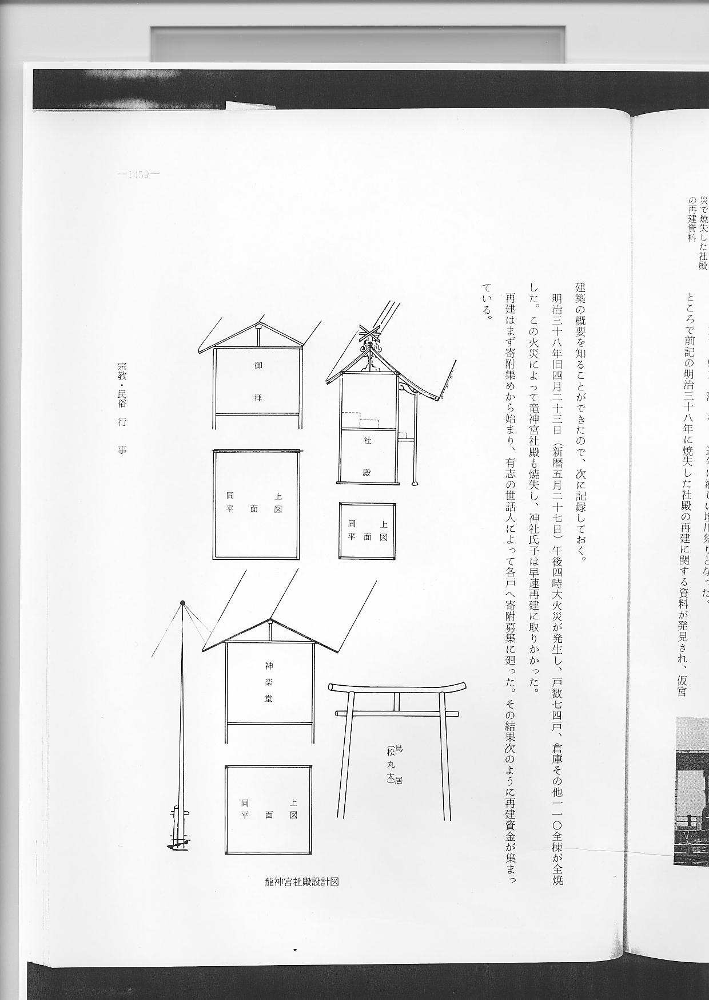 災で焼失した社殿
の再建資料
ところで前記の明治三十八年に焼失した社殿の再建に関する資料が発見され、仮宮
建築の概要を知ることができたので、次に記録しておく。
明治三十八年旧四月二十三日（新暦五月二十七日）午後四時大火災が発生し、戸数七四戸、倉庫その他一一〇全棟が全焼
した。この火災によって竜神宮社殿も焼失し、神社氏子は早速再建に取りかかった。
再建はまず寄附集めから始まり、有志の世話人によって各戸へ寄附募集に廻った。その結果次のように再建資金が集まっ
ている。
社殿
同上
平面図
御拝
同上
平面図
鳥居
（松丸太）
神楽堂
同上
平面図
龍神宮社殿設計図
宗教・民俗 行事
—1459—